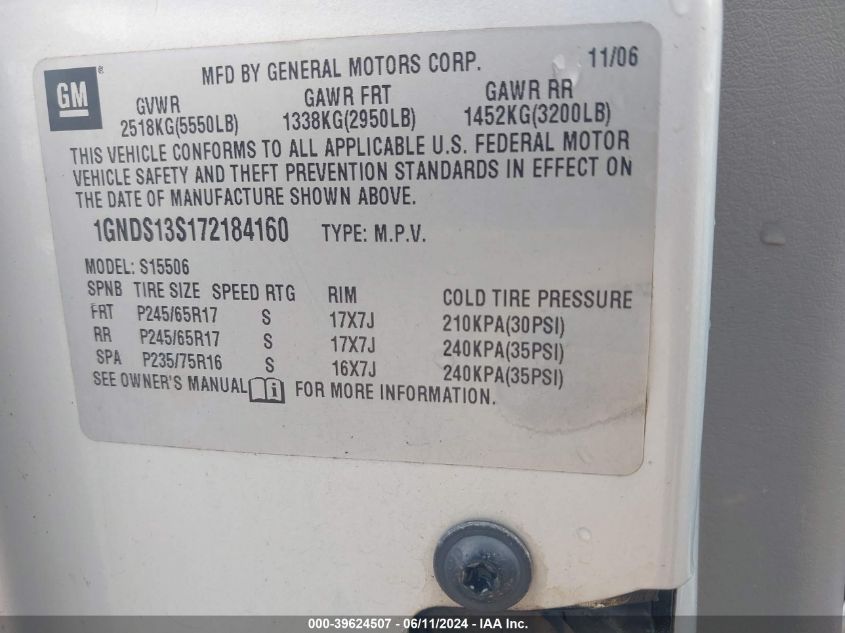 MFD BY GENERAL MOTORS CORP. 11/06
GM®
GVWR GAWR FRT GAWR RR
2518KG(5550LB) 1338KG(2950LB) 1452KG(3200LB)
THIS VEHICLE CONFORMS TO ALL APPLICABLE U.S. FEDERAL MOTOR
VEHICLE SAFETY AND THEFT PREVENTION STANDARDS IN EFFECT ON
THE DATE OF MANUFACTURE SHOWN ABOVE.
1GNDS13S172184160 TYPE: M.P.V.
MODEL: S15506
SPNB TIRE SIZE SPEED RTG RIM COLD TIRE PRESSURE
FRT P245/65R17 S 17X7J 210KPA(30PSI)
RR P245/65R17 S 17X7J 240KPA(35PSI)
SPA P235/75R16 S 16X7J 240KPA(35PSI)
SEE OWNER'S MANUAL i FOR MORE INFORMATION.
000-39624507 - 06/11/2024 - IAA Inc.